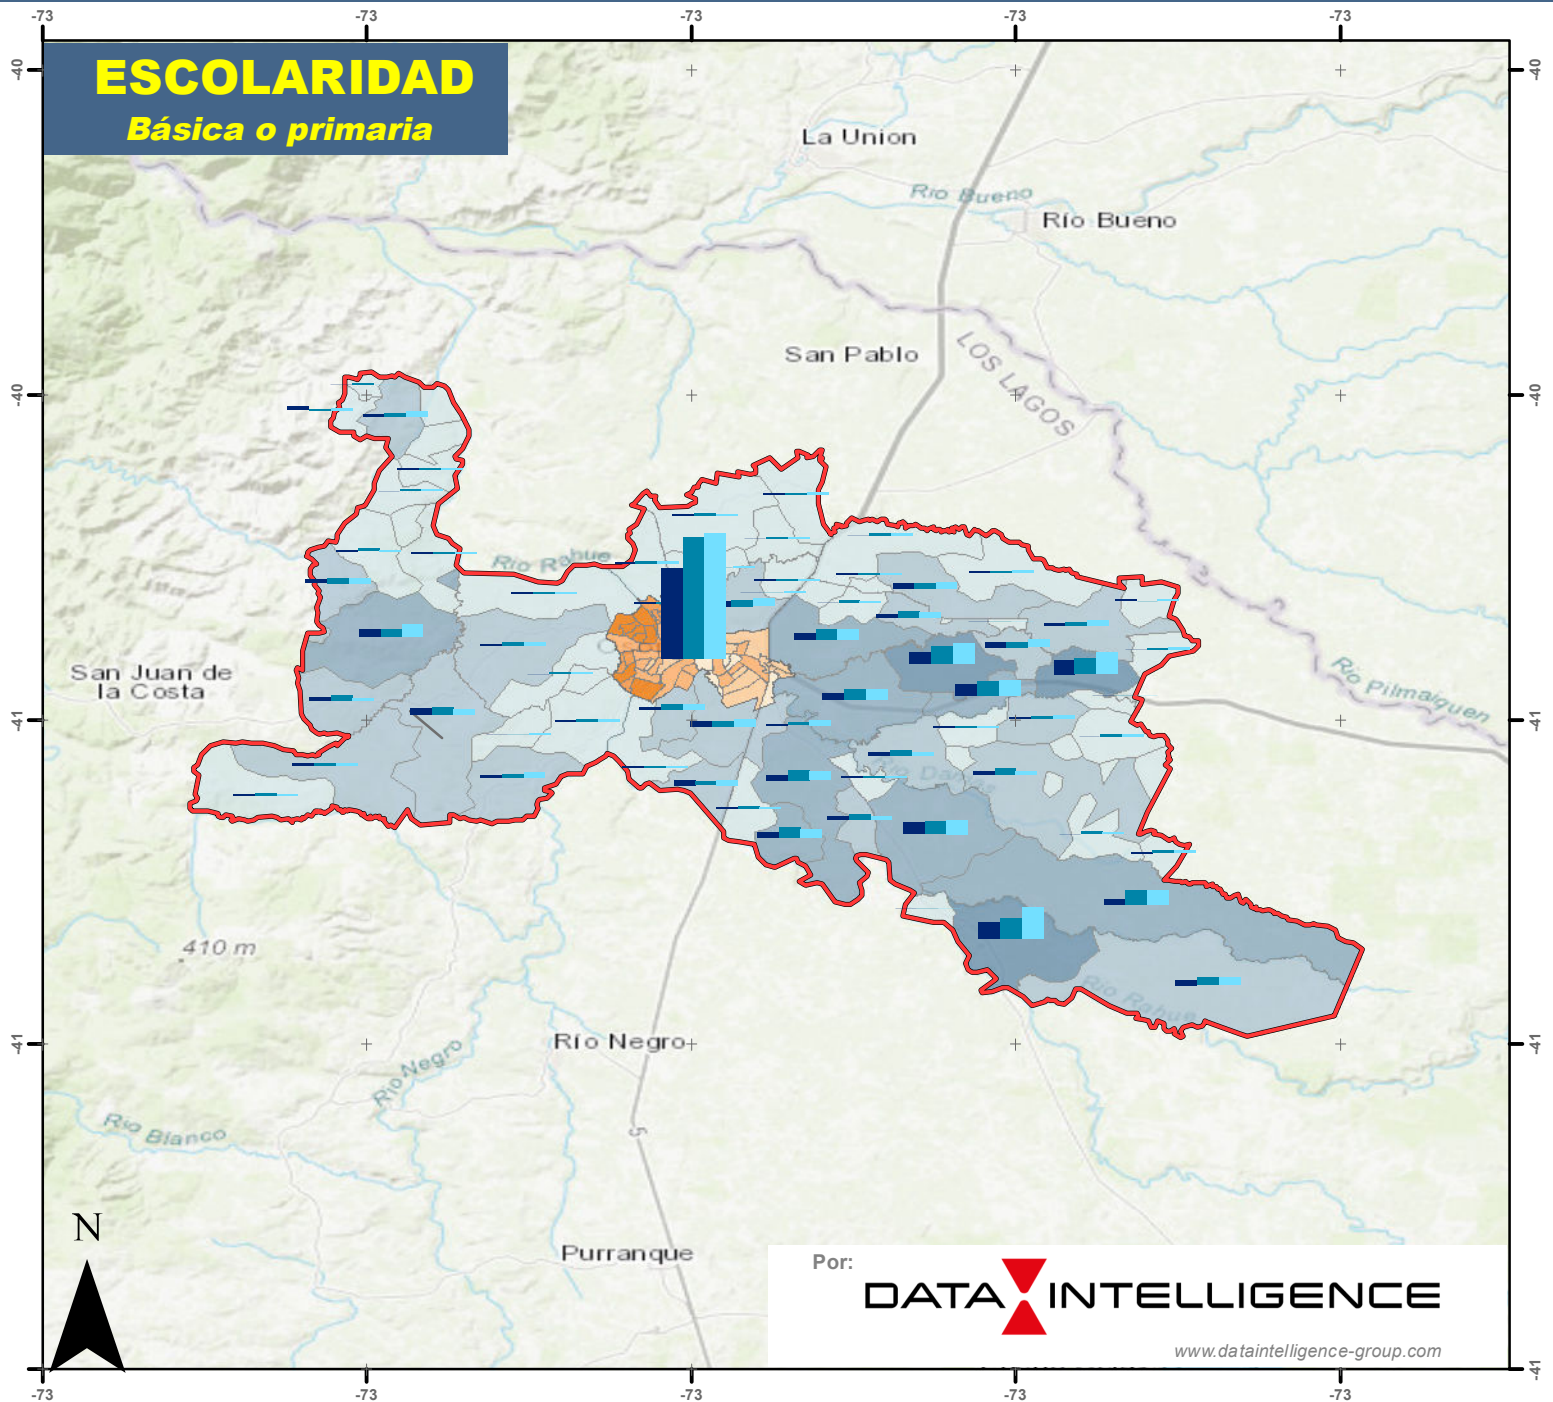 -73 -73 -73 -73 -73
-40 -40
ESCOLARIDAD
Básica o primaria
La Union
Rio Bueno
Río Bueno
San Pablo
LOS LAGOS
-40 -40
Rio Rahue
San Juan de
la Costa
Rio Pilmaiguen
-41 -41
Rio Damas
410 m
Rio Rahue
Río Negro
-41 -41
Rio Negro
Rio Blanco
5
N
Purranque
Por:
DATA INTELLIGENCE
www.dataintelligence-group.com
-41
-73 -73 -73 -73 -73